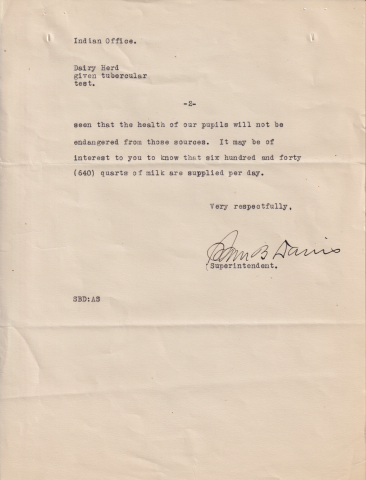 Indian Office.
Dairy Herd
given tubercular
test.
-2-
seen that the health of our pupils will not be
endangered from those sources. It may be of
interest to you to know that six hundred and forty
(640) quarts of milk are supplied per day.
Very respectfully,
B Davis
Superintendent.
SBD:AS